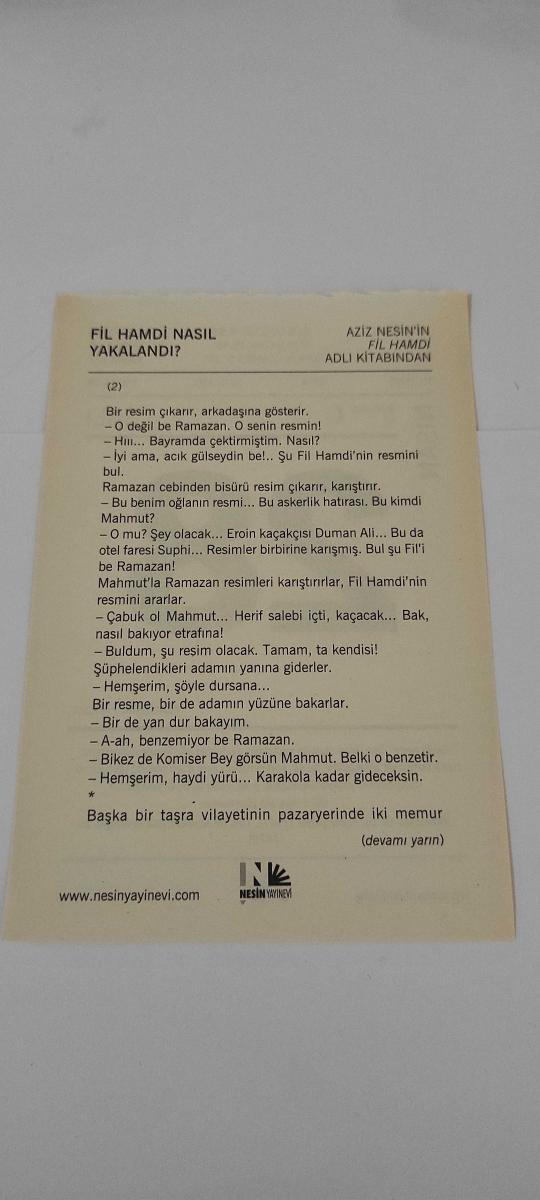 FİL HAMDİ NASIL
YAKALANDI?
AZİZ NESİN'İN
FİL HAMDİ
ADLI KİTABINDAN
(2)
Bir resim çıkarır, arkadaşına gösterir.
– O değil be Ramazan. O senin resmin!
– Hııı... Bayramda çektirmiştim. Nasıl?
– İyi ama, acık gülseydin be!.. Şu Fil Hamdi'nin resmini
bul.
Ramazan cebinden bisürü resim çıkarır, karıştırır.
– Bu benim oğlanın resmi... Bu askerlik hatırası. Bu kimdi
Mahmut?
– O mu? Şey olacak... Eroin kaçakçısı Duman Ali... Bu da
otel faresi Suphi... Resimler birbirine karışmış. Bul şu Fil'i
be Ramazan!
Mahmut'la Ramazan resimleri karıştırırlar, Fil Hamdi'nin
resmini ararlar.
– Çabuk ol Mahmut... Herif salebi içti, kaçacak... Bak,
nasıl bakıyor etrafına!
– Buldum, şu resim olacak. Tamam, ta kendisi!
Şüphelendikleri adamın yanına giderler.
– Hemşerim, şöyle dursana...
Bir resme, bir de adamın yüzüne bakarlar.
– Bir de yan dur bakayım.
– A-ah, benzemiyor be Ramazan.
– Bikez de Komiser Bey görsün Mahmut. Belki o benzetir.
– Hemşerim, haydi yürü... Karakola kadar gideceksin.
*
Başka bir taşra vilayetinin pazaryerinde iki memur
(devamı yarın)
www.nesinyayinevi.com
N
NESİN YAYINEVİ